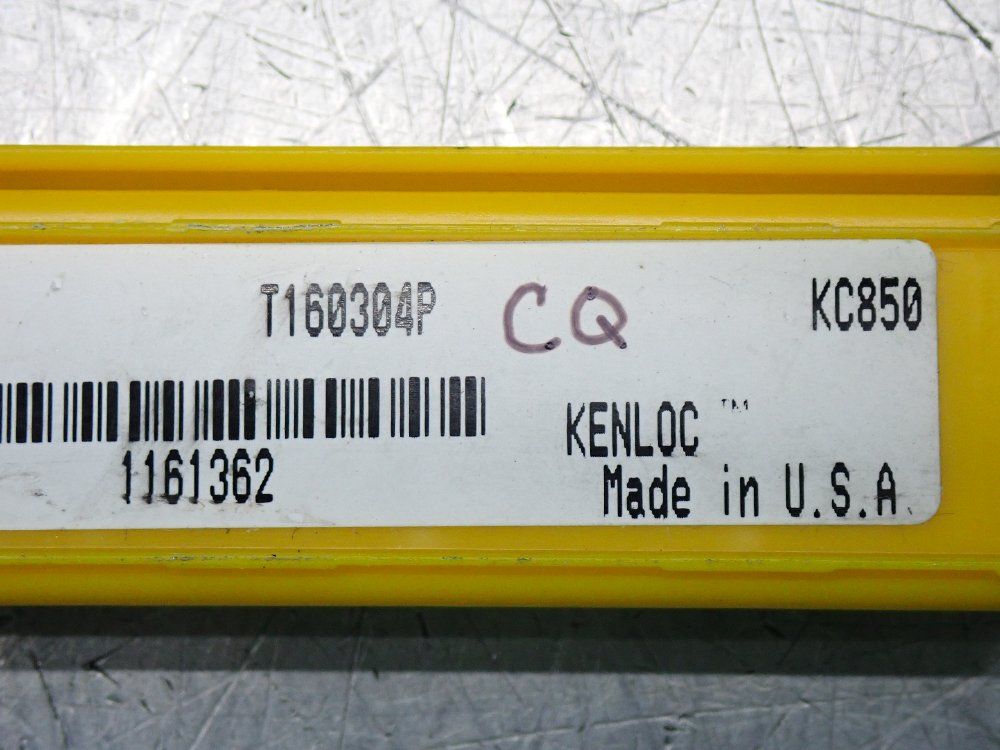 T160304P CQ KC850
1161362 KENLOC ™
Made in U.S.A.